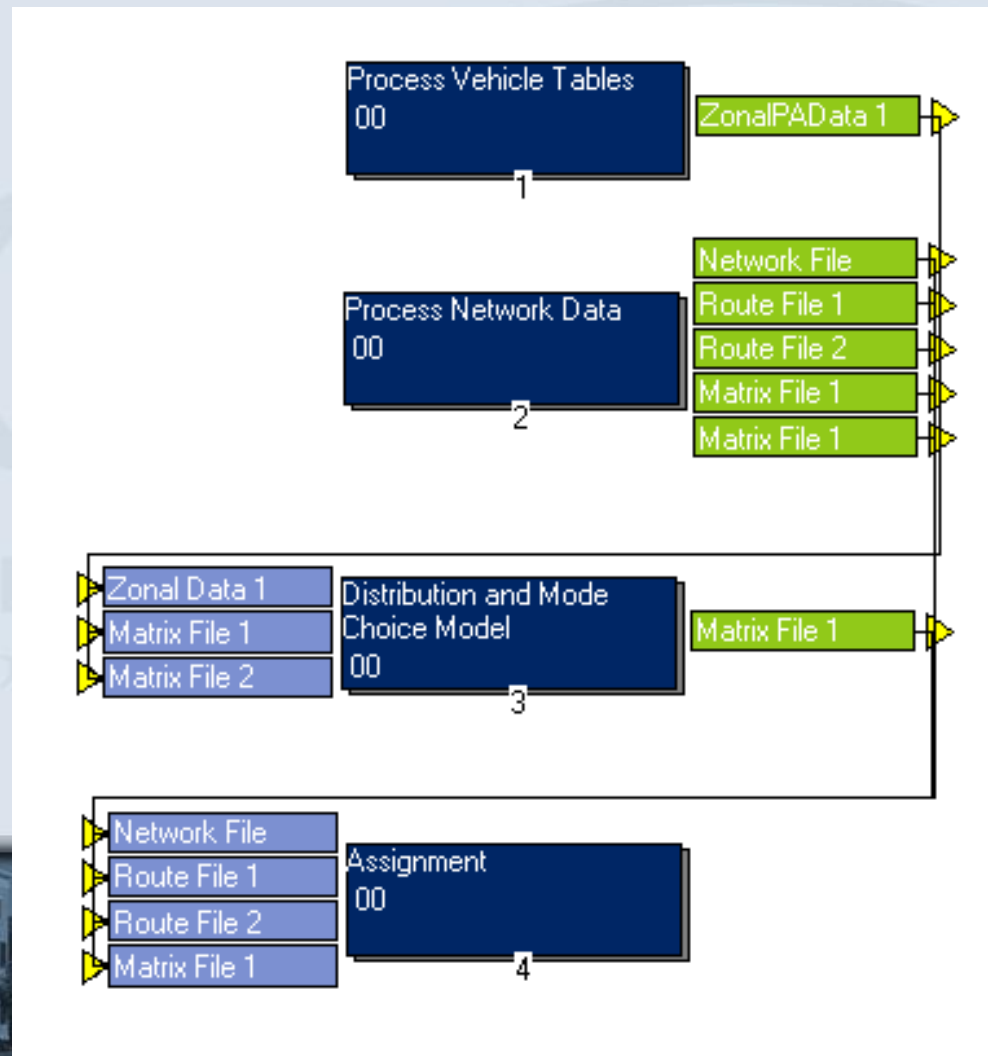 Process Vehicle Tables
00
ZonalPAData 1
1
Network File
Route File 1
Process Network Data
00
Route File 2
Matrix File 1
2
Matrix File 1
Zonal Data 1
Matrix File 1
Matrix File 2
Distribution and Mode
Choice Model
00
Matrix File 1
3
Network File
Route File 1
Route File 2
Matrix File 1
Assignment
00
4